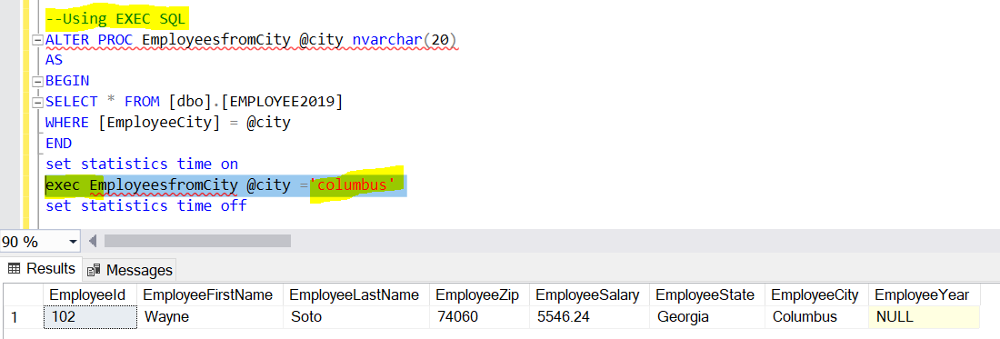 --Using EXEC SQL
ALTER PROC EmployeesfromCity @city nvarchar(20)
AS
BEGIN
SELECT * FROM [dbo].[EMPLOYEE2019]
WHERE [EmployeeCity] = @city
END
set statistics time on
exec EmployeesfromCity @city ='columbus'
set statistics time off
90 %
Results Messages
EmployeeId EmployeeFirstName EmployeeLastName EmployeeZip EmployeeSalary EmployeeState EmployeeCity EmployeeYear
1 102 Wayne Soto 74060 5546.24 Georgia Columbus NULL